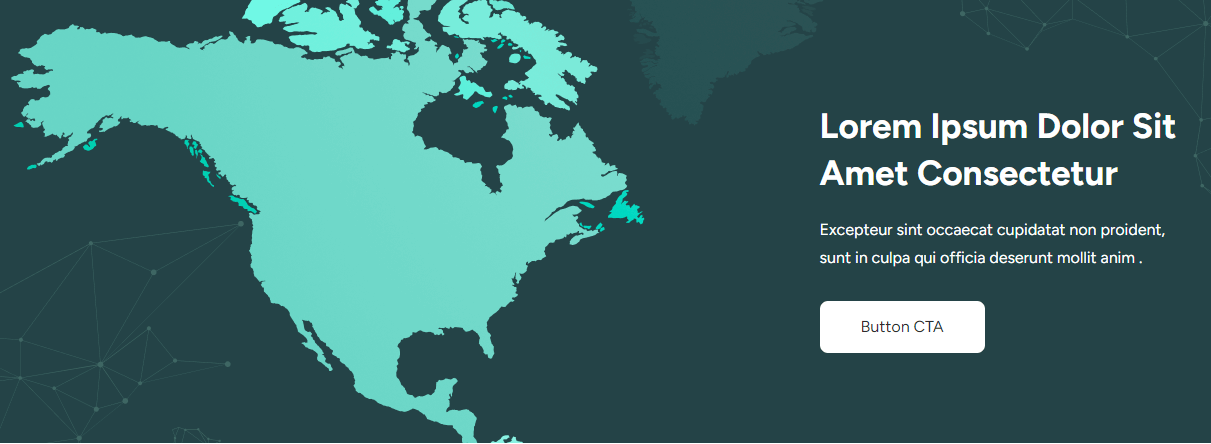 Lorem Ipsum Dolor Sit
Amet Consectetur
Excepteur sint occaecat cupidatat non proident,
sunt in culpa qui officia deserunt mollit anim .
Button CTA